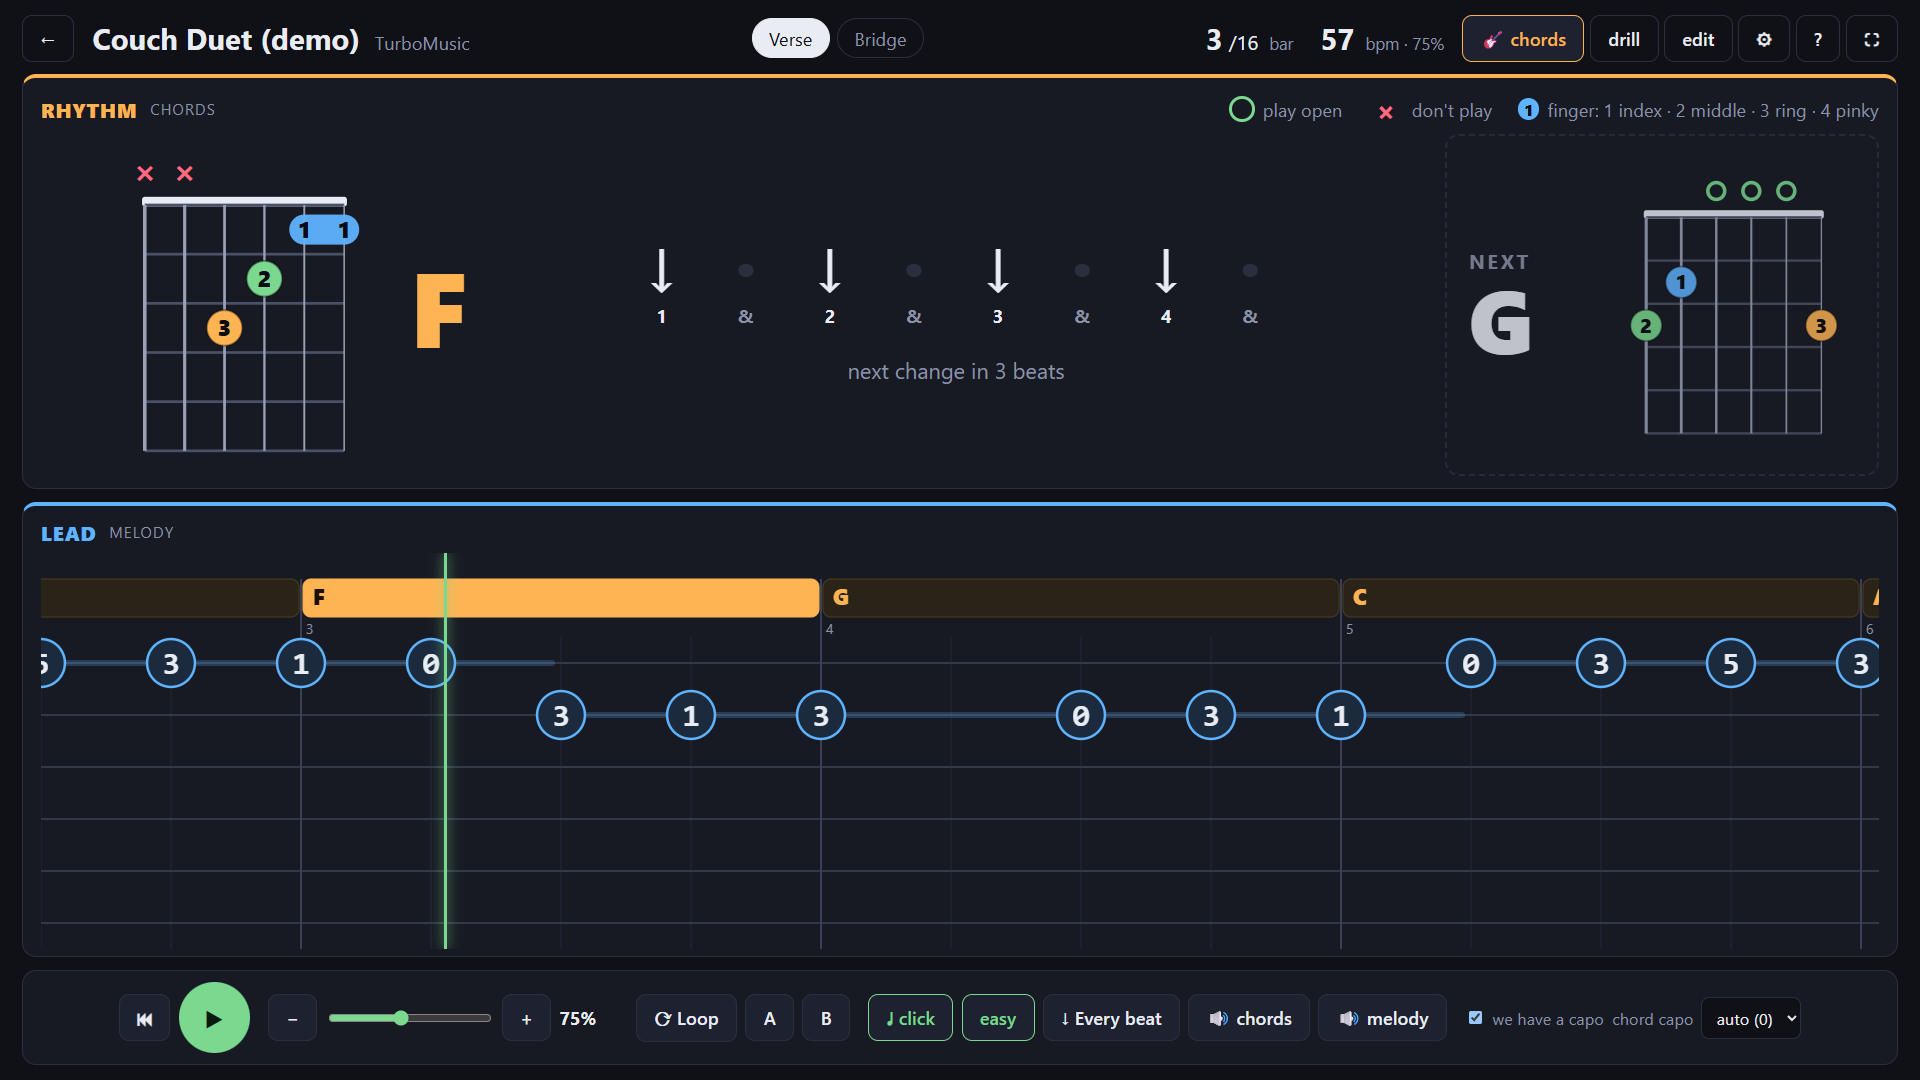 ← Couch Duet (demo) TurboMusic Verse Bridge 3 /16 bar 57 bpm · 75% chords drill edit ?
RHYTHM CHORDS play open × don't play 1 finger: 1 index · 2 middle · 3 ring · 4 pinky
× ×
1 1
2
3
F
1 & 2 & 3 & 4 &
next change in 3 beats
NEXT
G
1
2 3
LEAD MELODY
F G C
3 4 5 6
5 3 1 0 0 3 5 3
3 1 3 0 3 1
− + 75% Loop A B click easy ↓ Every beat chords melody we have a capo chord capo auto (0)